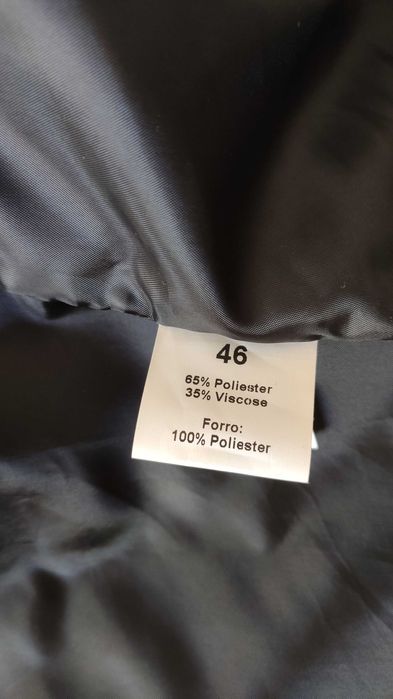 46
65% Poliester
35% Viscose
Forro:
100% Poliester